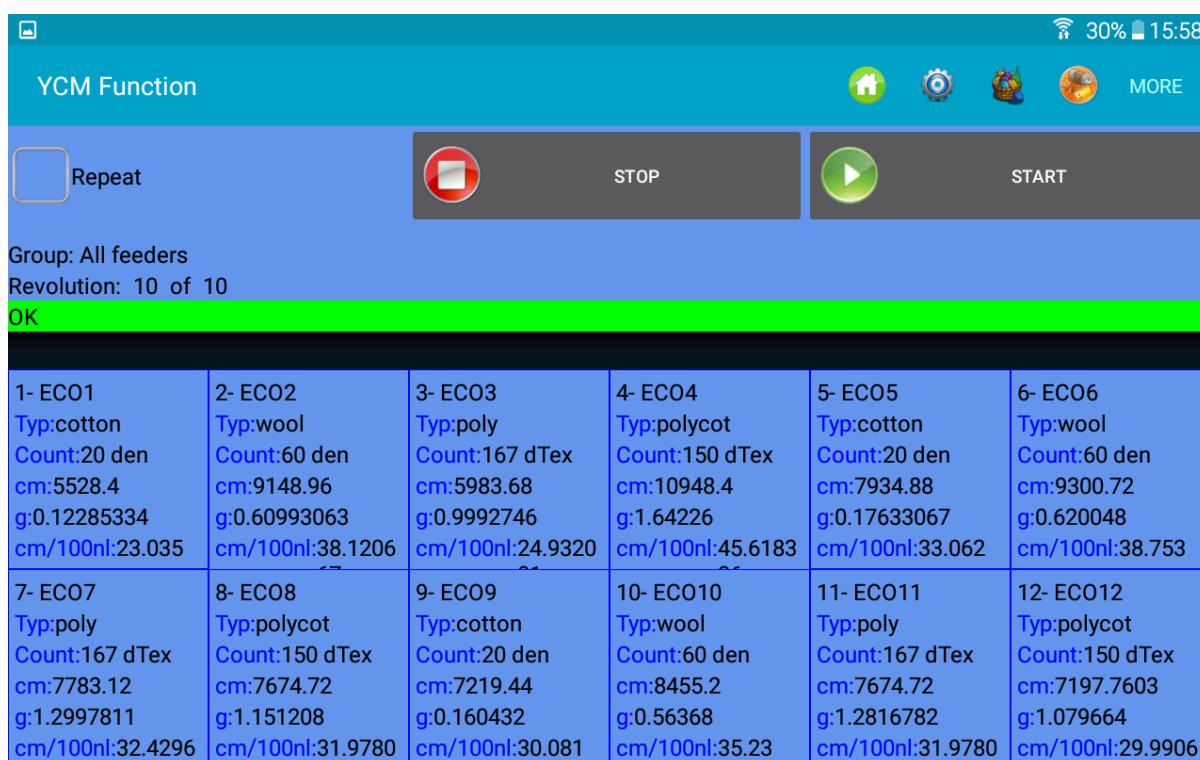 30% 15:58
YCM Function
MORE
Repeat
STOP
START
Group: All feeders
Revolution: 10 of 10
OK
1- ECO1
Typ:cotton
Count:20 den
cm:5528.4
g:0.12285334
cm/100nl:23.035
2- ECO2
Typ:wool
Count:60 den
cm:9148.96
g:0.60993063
cm/100nl:38.1206
3- ECO3
Typ:poly
Count:167 dTex
cm:5983.68
g:0.9992746
cm/100nl:24.9320
4- ECO4
Typ:polycot
Count:150 dTex
cm:10948.4
g:1.64226
cm/100nl:45.6183
5- ECO5
Typ:cotton
Count:20 den
cm:7934.88
g:0.17633067
cm/100nl:33.062
6- ECO6
Typ:wool
Count:60 den
cm:9300.72
g:0.620048
cm/100nl:38.753
7- ECO7
Typ:poly
Count:167 dTex
cm:7783.12
g:1.2997811
cm/100nl:32.4296
8- ECO8
Typ:polycot
Count:150 dTex
cm:7674.72
g:1.151208
cm/100nl:31.9780
9- ECO9
Typ:cotton
Count:20 den
cm:7219.44
g:0.160432
cm/100nl:30.081
10- ECO10
Typ:wool
Count:60 den
cm:8455.2
g:0.56368
cm/100nl:35.23
11- ECO11
Typ:poly
Count:167 dTex
cm:7674.72
g:1.2816782
cm/100nl:31.9780
12- ECO12
Typ:polycot
Count:150 dTex
cm:7197.7603
g:1.079664
cm/100nl:29.9906